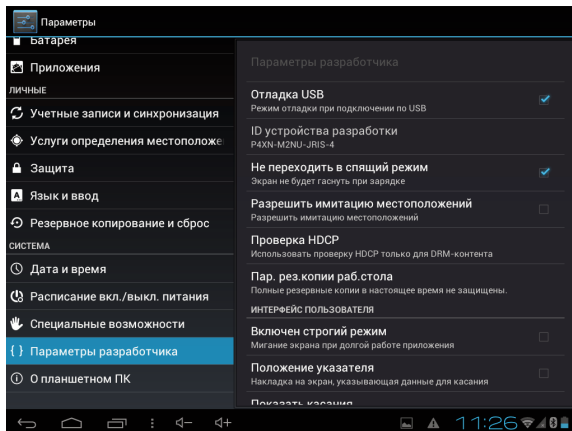 Параметры
Батарея
Приложения
ЛИЧНЫЕ
Учетные записи и синхронизация
Услуги определения местоположе
Защита
Язык и ввод
Резервное копирование и сброс
СИСТЕМА
Дата и время
Расписание вкл./выкл. питания
Специальные возможности
{ } Параметры разработчика
О планшетном ПК
Параметры разработчика
Отладка USB
Режим отладки при подключении по USB
ID устройства разработки
P4XN-M2NU-JRIS-4
Не переходить в спящий режим
Экран не будет гаснуть при зарядке
Разрешить имитацию местоположений
Разрешить имитацию местоположений
Проверка HDCP
Использовать проверку HDCP только для DRM-контента
Пар. рез.копии раб.стола
Полные резервные копии в настоящее время не защищены.
ИНТЕРФЕЙС ПОЛЬЗОВАТЕЛЯ
Включен строгий режим
Мигание экрана при долгой работе приложения
Положение указателя
Накладка на экран, указывающая данные для касания
Показать касания
11:26